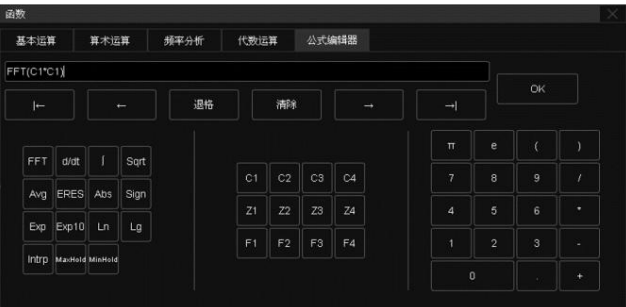 函数
基本运算 算术运算 频率分析 代数运算 公式编辑器
FFT(C1*C1)
OK
|← ← 退格 清除 → →|
FFT d/dt ∫ Sqrt
Avg ERES Abs Sign
Exp Exp10 Ln Lg
Intrp MaxHold MinHold
C1 C2 C3 C4
Z1 Z2 Z3 Z4
F1 F2 F3 F4
π e ( )
7 8 9 /
4 5 6 *
1 2 3 -
0 . +